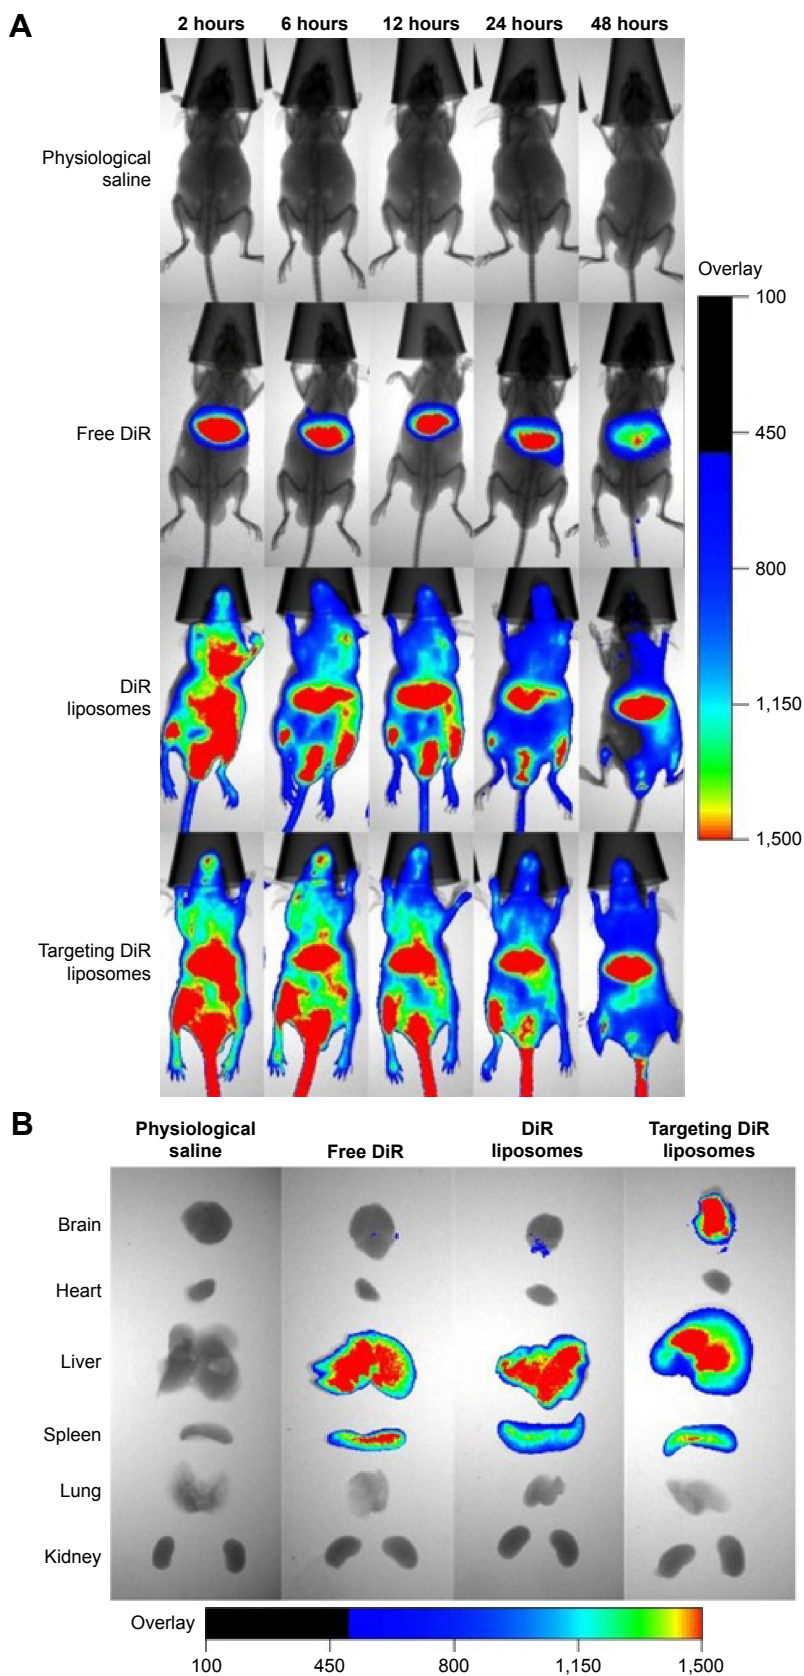 A
2 hours 6 hours 12 hours 24 hours 48 hours
Physiological
saline
Free DiR
DiR
liposomes
Targeting DiR
liposomes
Overlay
100
450
800
1,150
1,500
B
Physiological
saline
Free DiR
DiR
liposomes
Targeting DiR
liposomes
Brain
Heart
Liver
Spleen
Lung
Kidney
Overlay
100 450 800 1,150 1,500